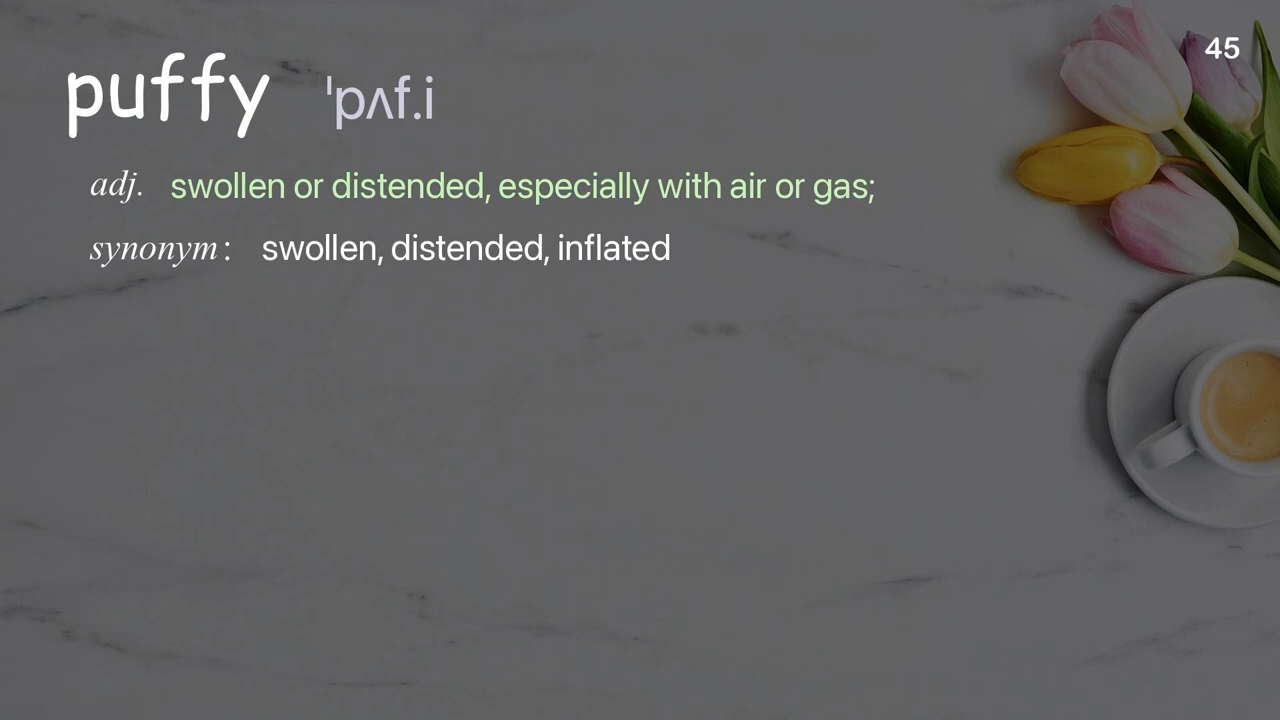 45
puffy ˈpʌf.i
adj. swollen or distended, especially with air or gas;
synonym: swollen, distended, inflated